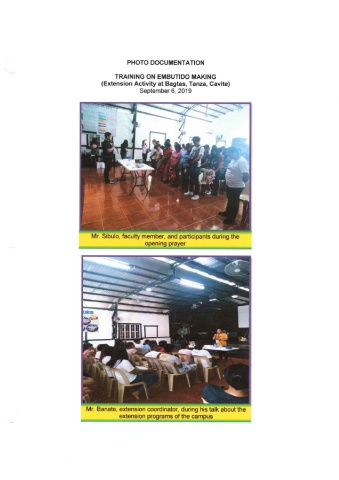 PHOTO DOCUMENTATION
TRAINING ON EMBUTIDO MAKING
(Extension Activity at Bagtas, Tanza, Cavite)
September 6, 2019
Mr. Sibulo, faculty member, and participants during the
opening prayer
Mr. Banate, extension coordinator, during his talk about the
extension programs of the campus